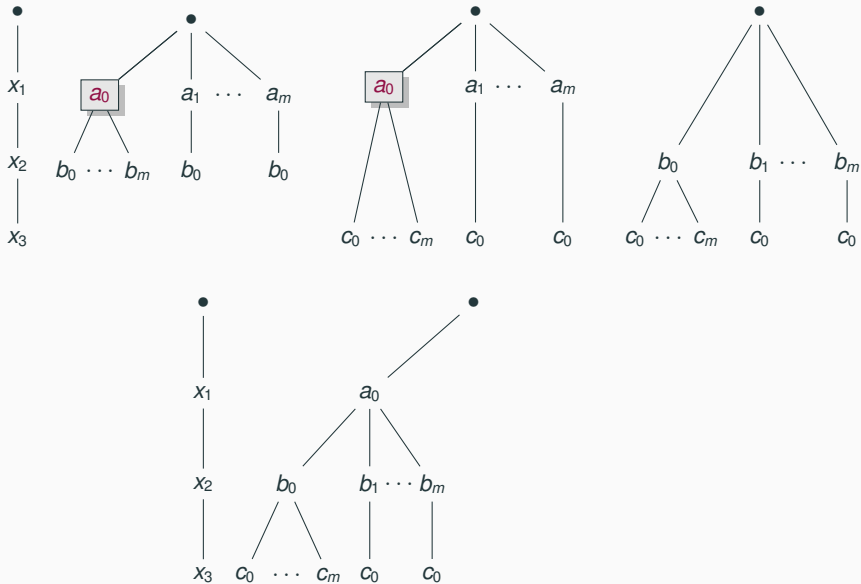 x₁ a₀ a₁ ··· aₘ a₀ a₁ ··· aₘ
x₂ b₀ ··· bₘ b₀ b₀ b₀ b₁ ··· bₘ
x₃ c₀ ··· cₘ c₀ c₀ c₀ ··· cₘ c₀ c₀
x₁ a₀
x₂ b₀ b₁ ··· bₘ
x₃ c₀ ··· cₘ c₀ c₀